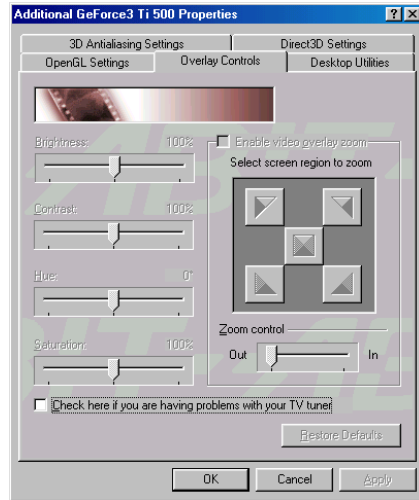 Additional GeForce3 Ti 500 Properties
3D Antialiasing Settings
Direct3D Settings
OpenGL Settings
Overlay Controls
Desktop Utilities
Brightness: 100%
Enable video overlay zoom
Select screen region to zoom
Contrast: 100%
Hue: 0°
Zoom control
Saturation: 100%
Out
In
Check here if you are having problems with your TV tuner
Restore Defaults
OK
Cancel
Apply